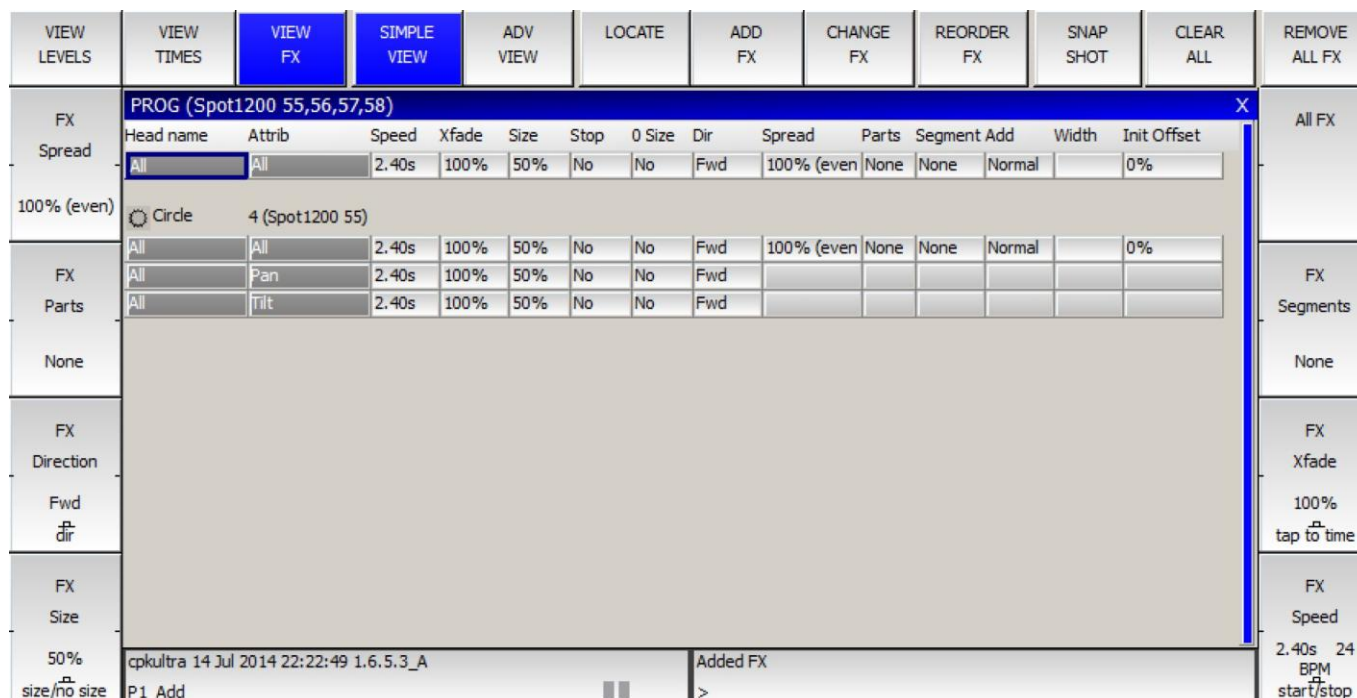 VIEW LEVELS
VIEW TIMES
VIEW FX
SIMPLE VIEW
ADV VIEW
LOCATE
ADD FX
CHANGE FX
REORDER FX
SNAP SHOT
CLEAR ALL
REMOVE ALL FX
FX
Spread
100% (even)
FX
Parts
None
FX
Direction
Fwd
dir
FX
Size
50%
size/no size
PROG (Spot1200 55,56,57,58) X
Head name Attrib Speed Xfade Size Stop 0 Size Dir Spread Parts Segment Add Width Init Offset
All All 2.40s 100% 50% No No Fwd 100% (even None None Normal 0%
Circle 4 (Spot1200 55)
All All 2.40s 100% 50% No No Fwd 100% (even None None Normal 0%
All Pan 2.40s 100% 50% No No Fwd
All Tilt 2.40s 100% 50% No No Fwd
cpkultra 14 Jul 2014 22:22:49 1.6.5.3_A
P1 Add
Added FX
>
All FX
FX
Segments
None
FX
Xfade
100%
tap to time
FX
Speed
2.40s 24
BPM
start/stop